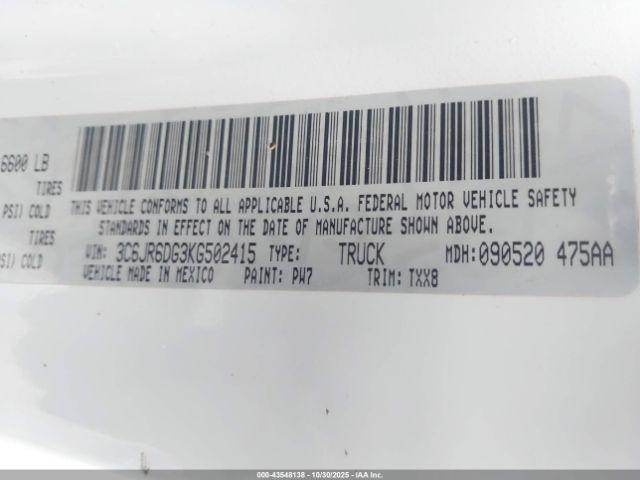 6600 LB
TIRES
PSI) COLD
TIRES
SI) COLD
THIS VEHICLE CONFORMS TO ALL APPLICABLE U.S.A. FEDERAL MOTOR VEHICLE SAFETY
STANDARDS IN EFFECT ON THE DATE OF MANUFACTURE SHOWN ABOVE.
VIN: 3C6JR6DG3KG502415 TYPE: TRUCK MDH:090520 475AA
VEHICLE MADE IN MEXICO PAINT: PW7 TRIM: TXX8
000-43548138 - 10/30/2025 - Copyright © IAA, Inc.